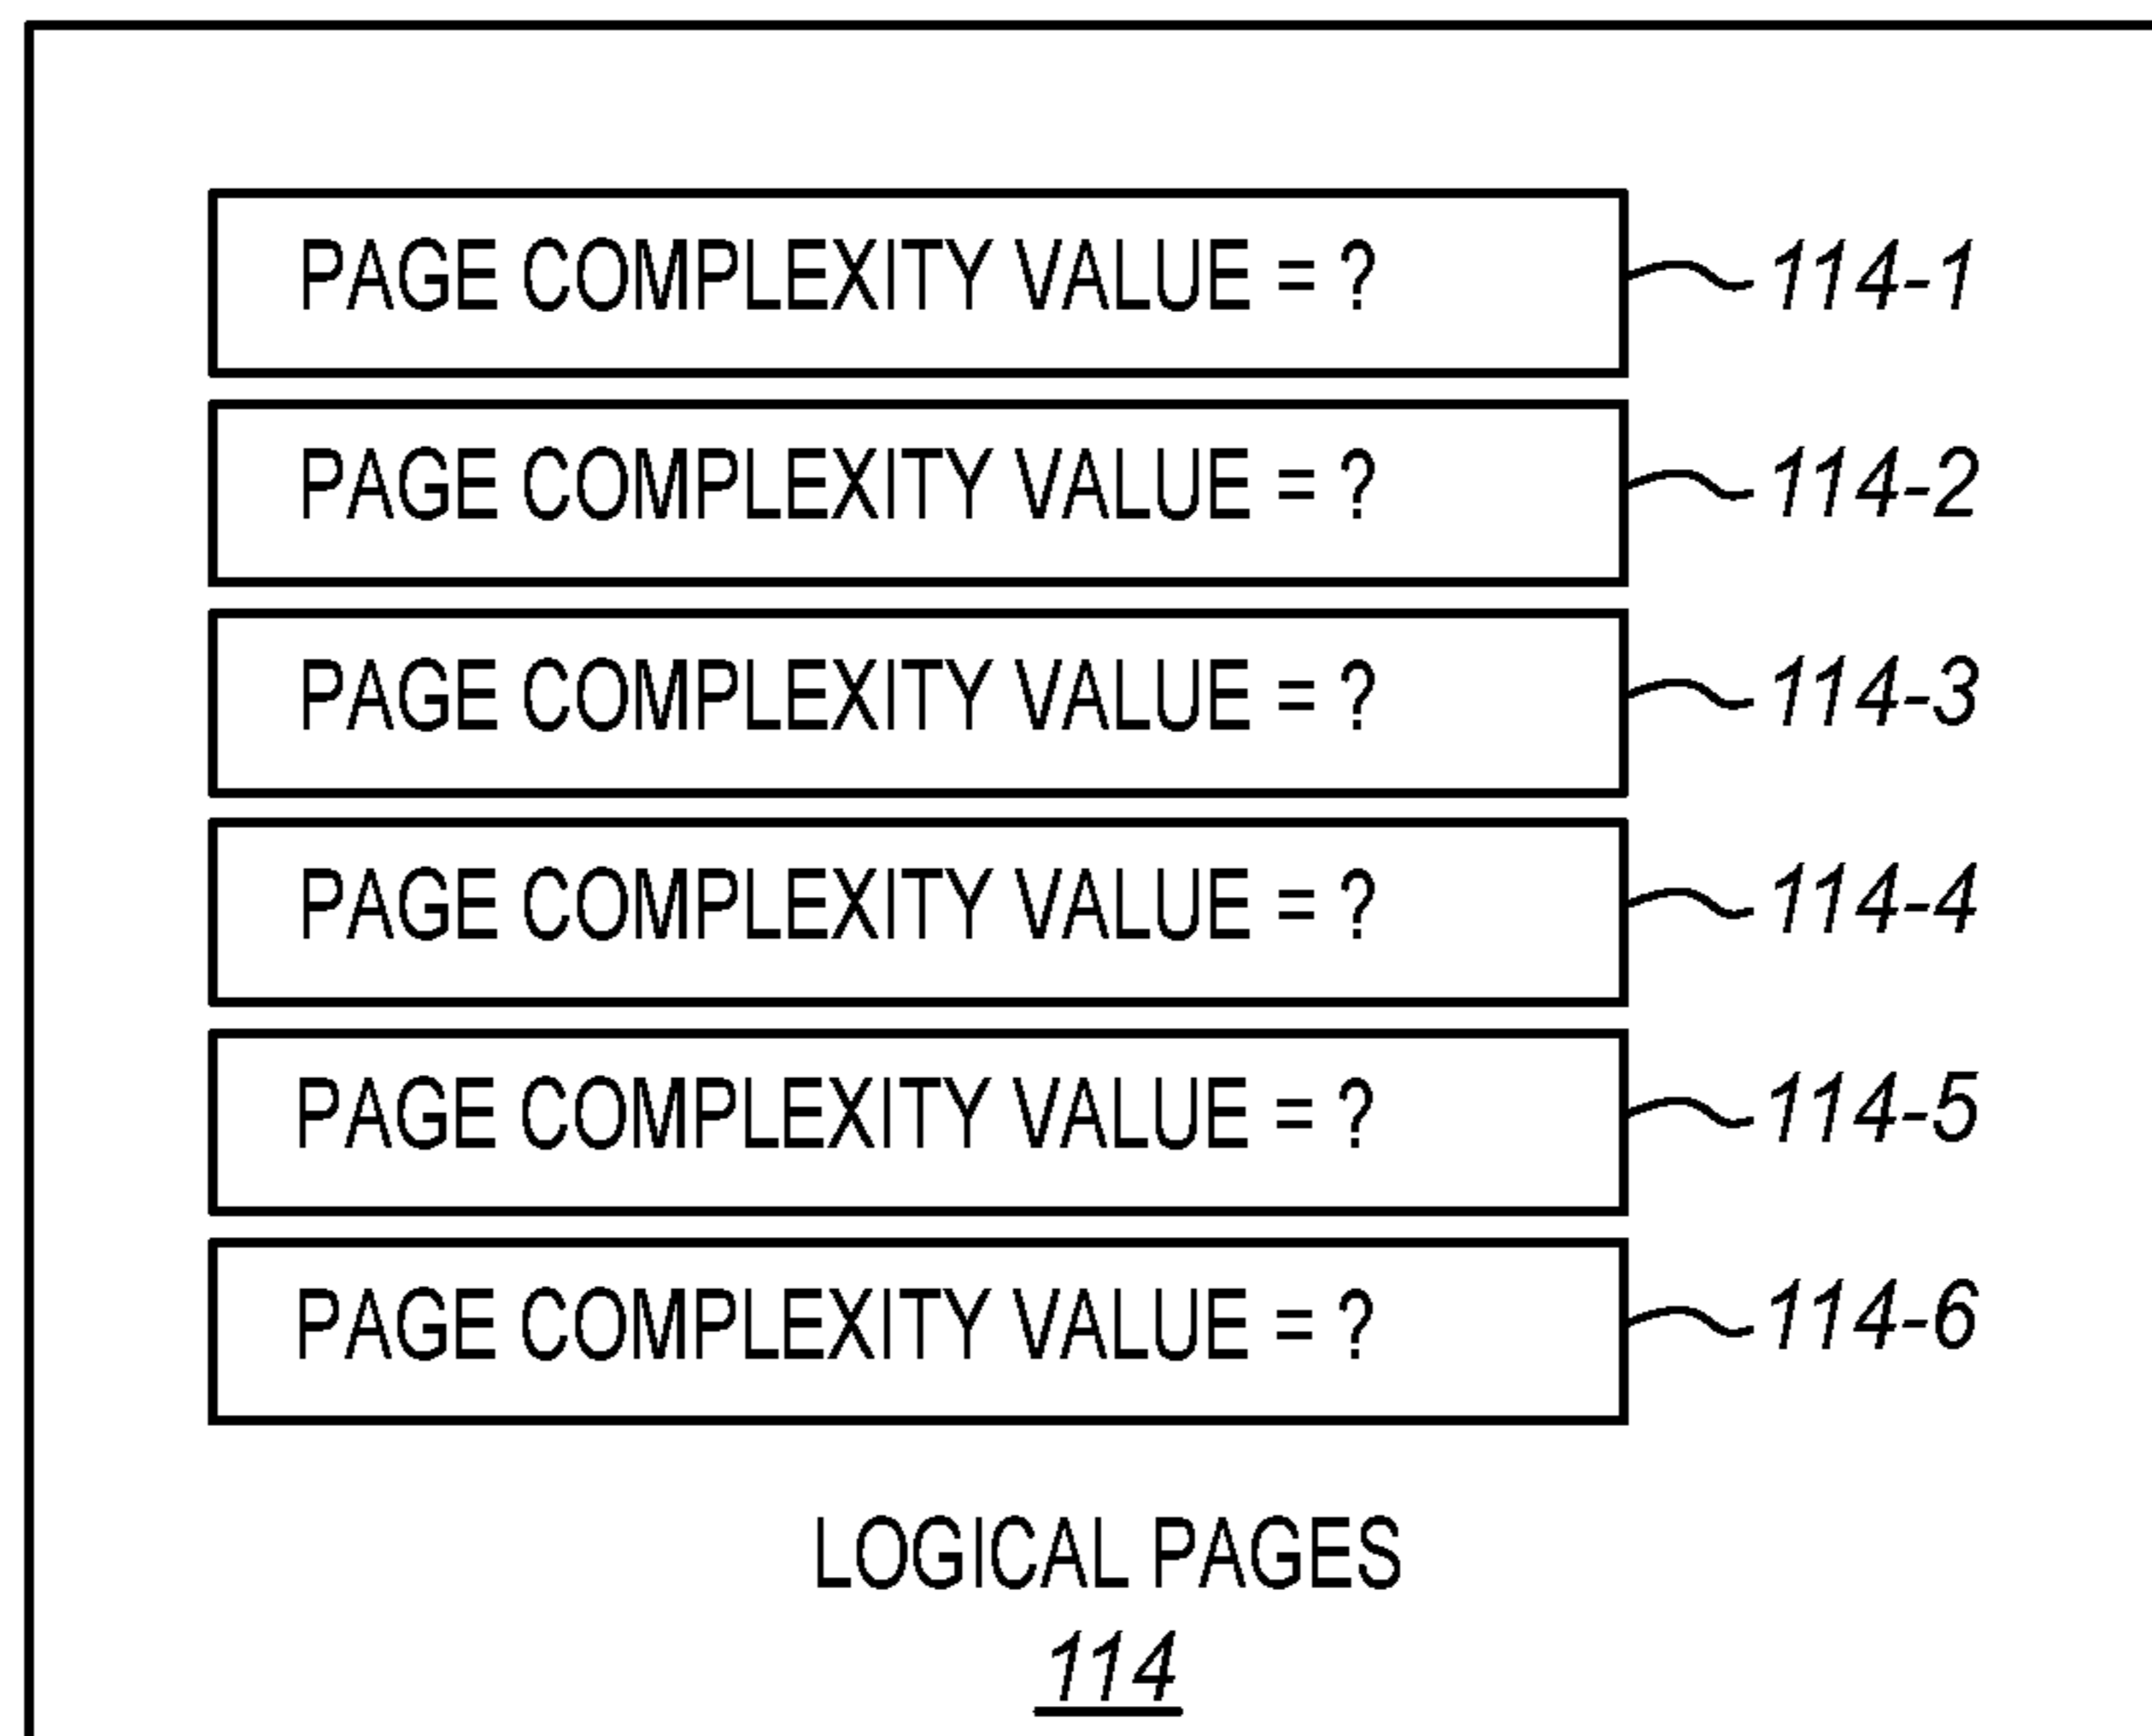 PAGE COMPLEXITY VALUE = ? 114-1
PAGE COMPLEXITY VALUE = ? 114-2
PAGE COMPLEXITY VALUE = ? 114-3
PAGE COMPLEXITY VALUE = ? 114-4
PAGE COMPLEXITY VALUE = ? 114-5
PAGE COMPLEXITY VALUE = ? 114-6
LOGICAL PAGES
114